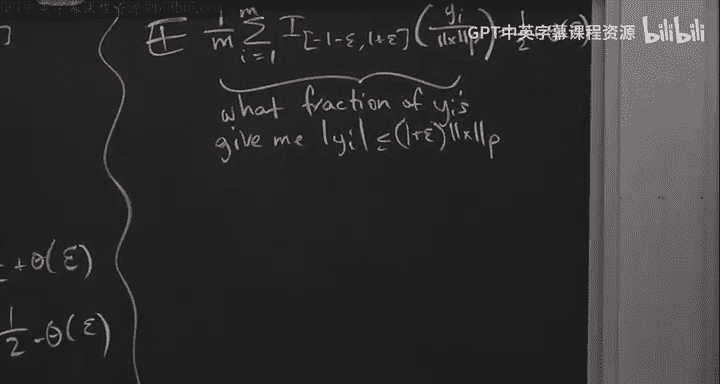 𝔼 1/m ∑_{i=1}^{m} I_{[-1-ε, 1+ε]} (y_i / ‖x‖_p) 1/2 (ε)
GPT中英字幕课程资源 bilibili
what fraction of y_i's
give me |y_i| ≤ (1+ε)‖x‖_p
+ Θ(ε)
1/2 - Θ(ε)